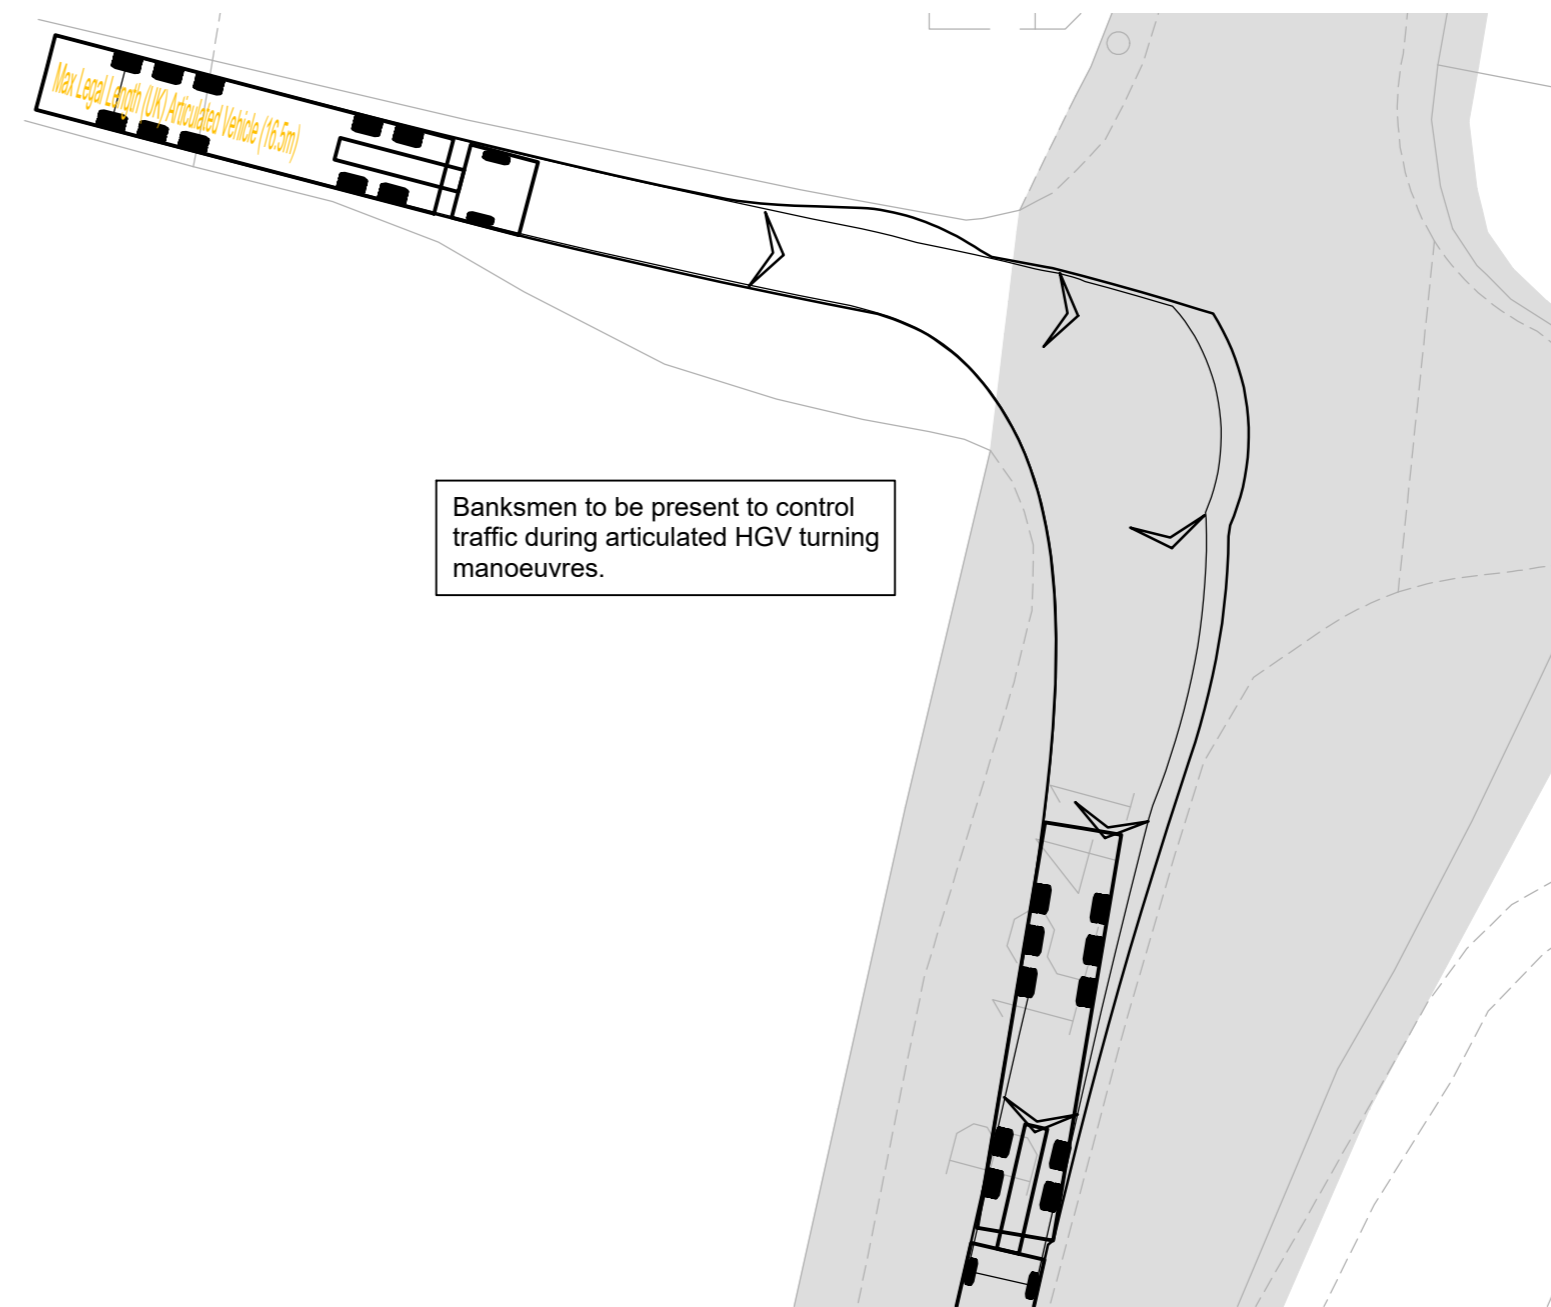 Max Legal Length (UK) Articulated Vehicle (16.5m)
Banksmen to be present to control
traffic during articulated HGV turning
manoeuvres.